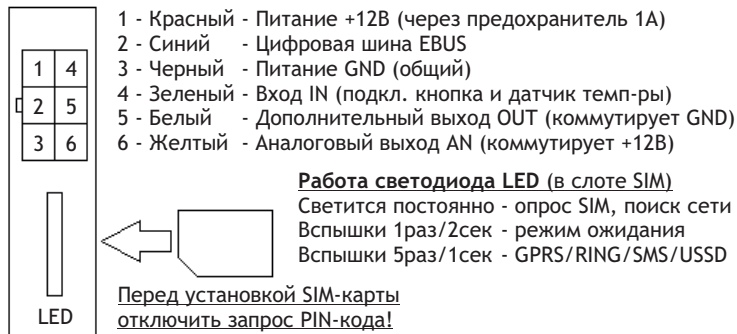 1 - Красный - Питание +12В (через предохранитель 1А)
2 - Синий - Цифровая шина EBUS
3 - Черный - Питание GND (общий)
4 - Зеленый - Вход IN (подкл. кнопка и датчик темп-ры)
5 - Белый - Дополнительный выход OUT (коммутирует GND)
6 - Желтый - Аналоговый выход AN (коммутирует +12В)
1 4
2 5
3 6
Работа светодиода LED (в слоте SIM)
Светится постоянно - опрос SIM, поиск сети
Вспышки 1раз/2сек - режим ожидания
Вспышки 5раз/1сек - GPRS/RING/SMS/USSD
Перед установкой SIM-карты
отключить запрос PIN-кода!
LED